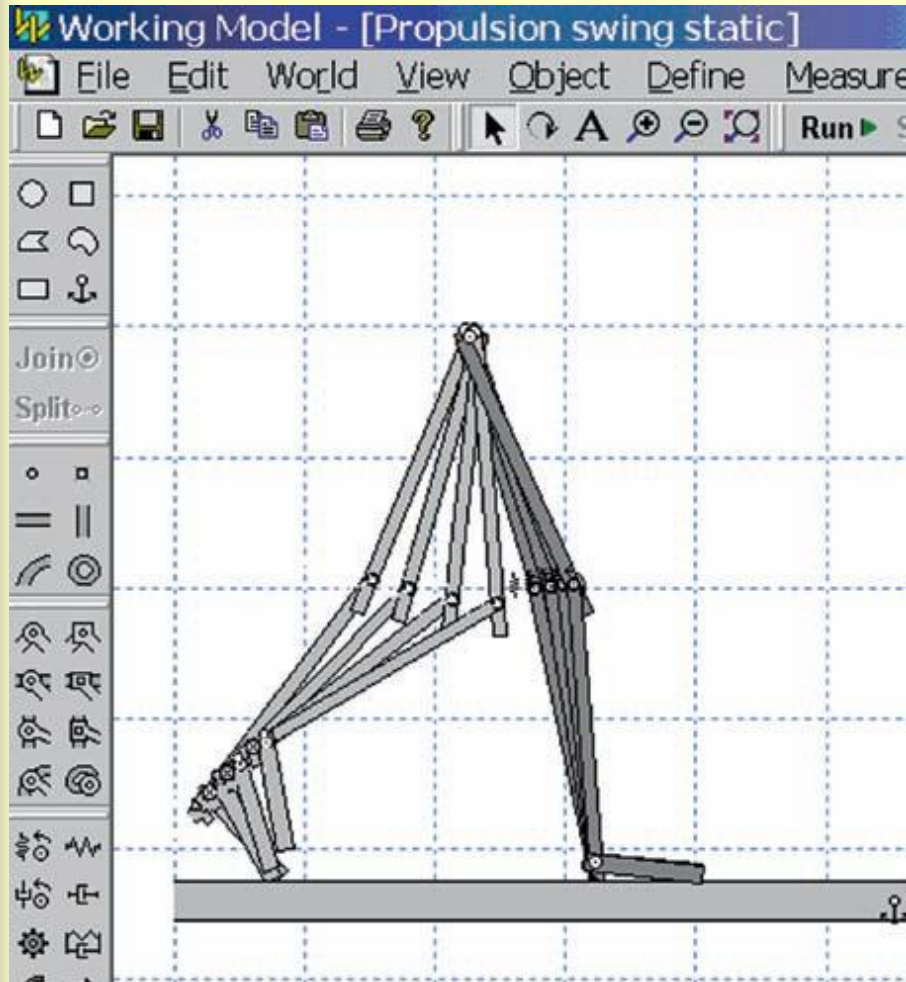 Working Model - [Propulsion swing static]
File Edit World View Object Define Measure
A Run
Join
Split